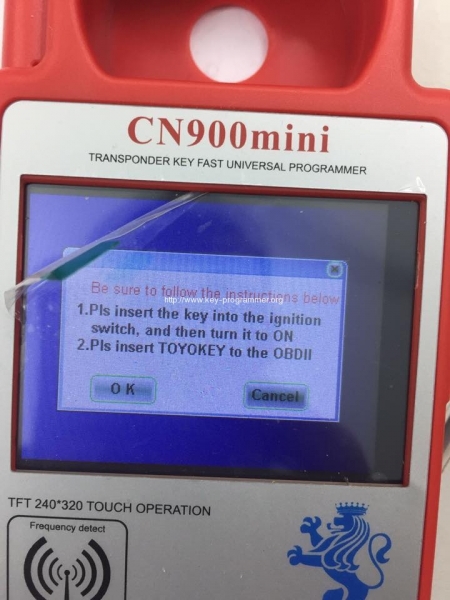 CN900mini
TRANSPONDER KEY FAST UNIVERSAL PROGRAMMER
Be sure to follow the instructions below
http://www.key-programmer.org
1.Pls insert the key into the ignition
switch, and then turn it to ON
2.Pls insert TOYOKEY to the OBDII
OK
Cancel
TFT 240*320 TOUCH OPERATION
Frequency detect